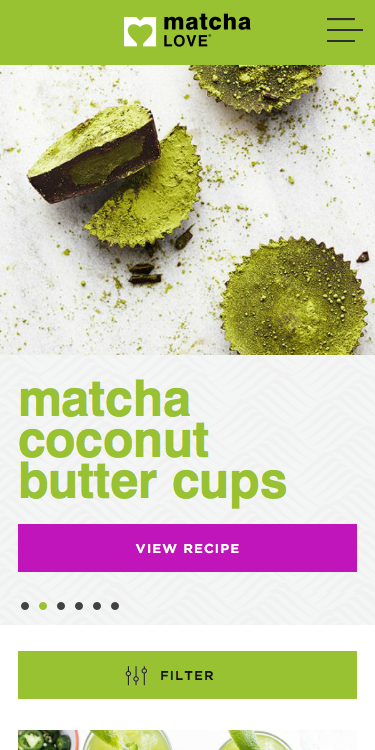 matcha
LOVE®
matcha
coconut
butter cups
VIEW RECIPE
FILTER